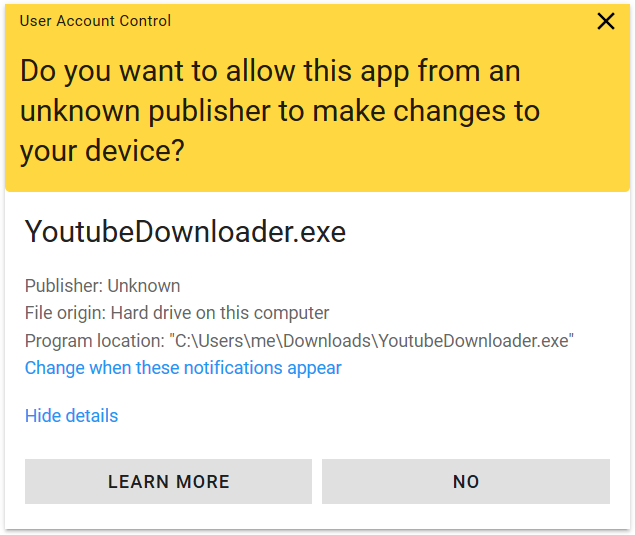 User Account Control
Do you want to allow this app from an
unknown publisher to make changes to
your device?
YoutubeDownloader.exe
Publisher: Unknown
File origin: Hard drive on this computer
Program location: "C:\Users\me\Downloads\YoutubeDownloader.exe"
Change when these notifications appear
Hide details
LEARN MORE
NO